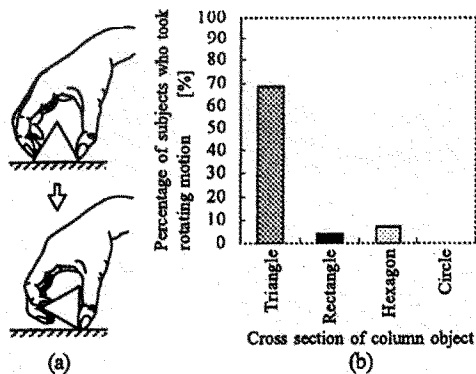 Percentage of subjects who took
rotating motion [%]
100
90
80
70
60
50
40
30
20
10
0
Triangle
Rectangle
Hexagon
Circle
Cross section of column object
(a)
(b)